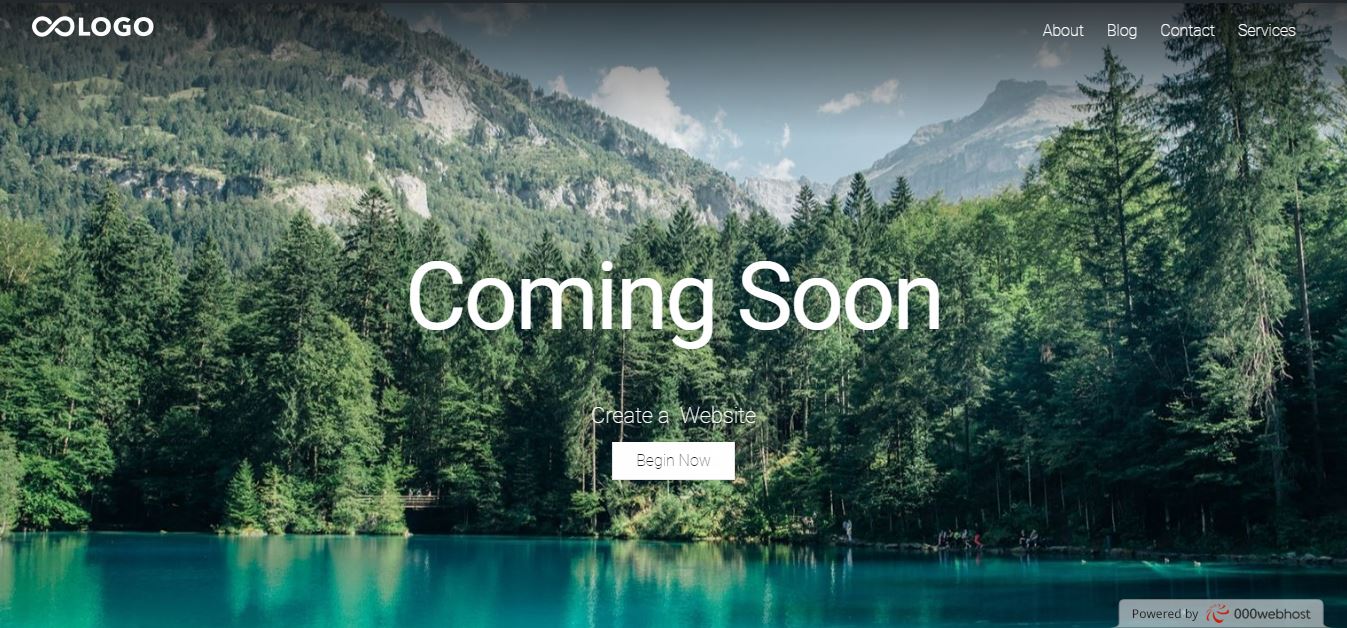 LOGO
About Blog Contact Services
Coming Soon
Create a Website
Begin Now
Powered by 000webhost